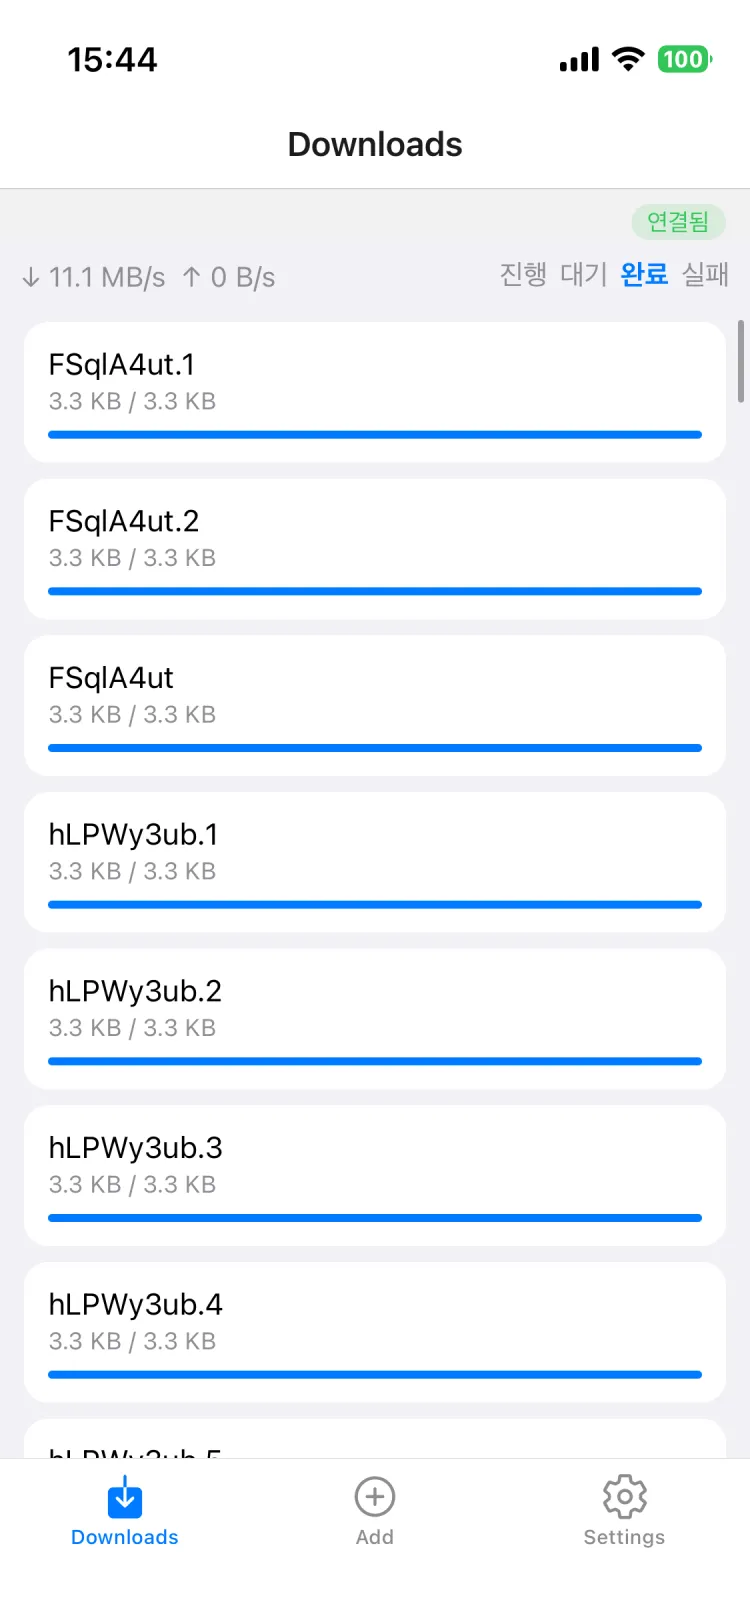 15:44
100
Downloads
연결됨
↓ 11.1 MB/s ↑ 0 B/s
진행 대기 완료 실패
FSqlA4ut.1
3.3 KB / 3.3 KB
FSqlA4ut.2
3.3 KB / 3.3 KB
FSqlA4ut
3.3 KB / 3.3 KB
hLPWy3ub.1
3.3 KB / 3.3 KB
hLPWy3ub.2
3.3 KB / 3.3 KB
hLPWy3ub.3
3.3 KB / 3.3 KB
hLPWy3ub.4
3.3 KB / 3.3 KB
hLPWy3ub.5
Downloads
Add
Settings